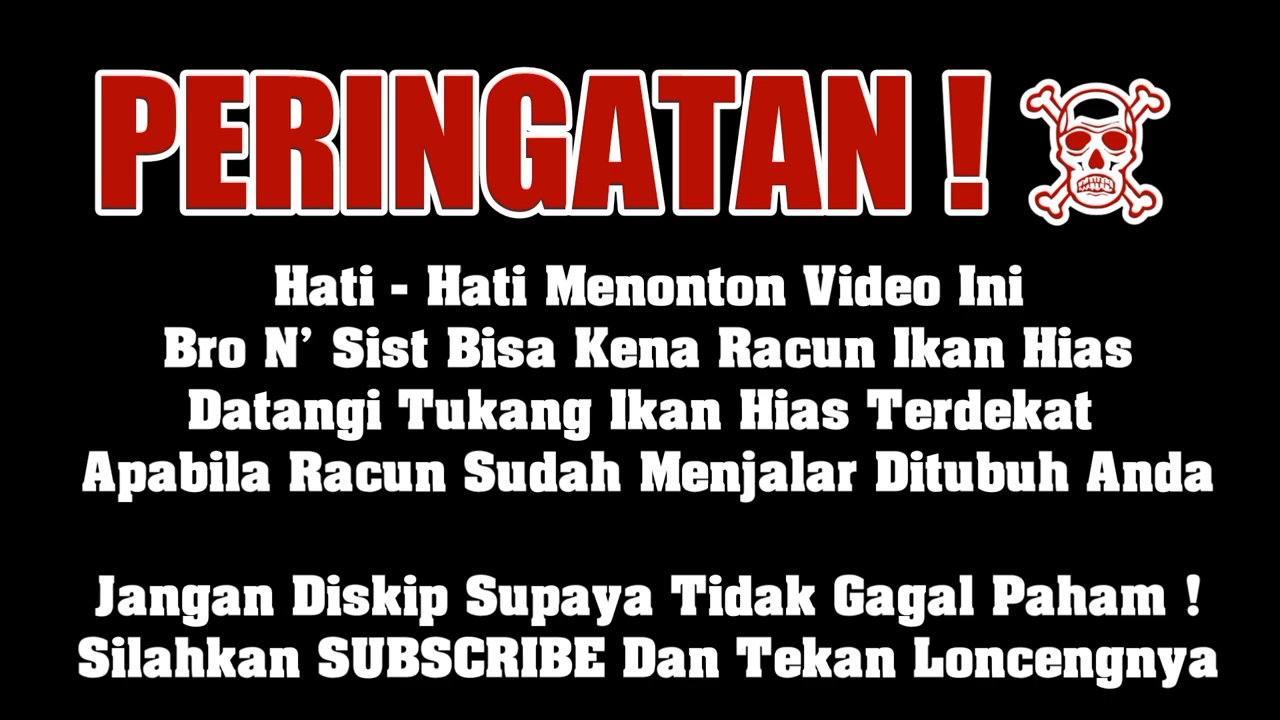 PERINGATAN !
Hati - Hati Menonton Video Ini
Bro N' Sist Bisa Kena Racun Ikan Hias
Datangi Tukang Ikan Hias Terdekat
Apabila Racun Sudah Menjalar Ditubuh Anda
Jangan Diskip Supaya Tidak Gagal Paham !
Silahkan SUBSCRIBE Dan Tekan Loncengnya